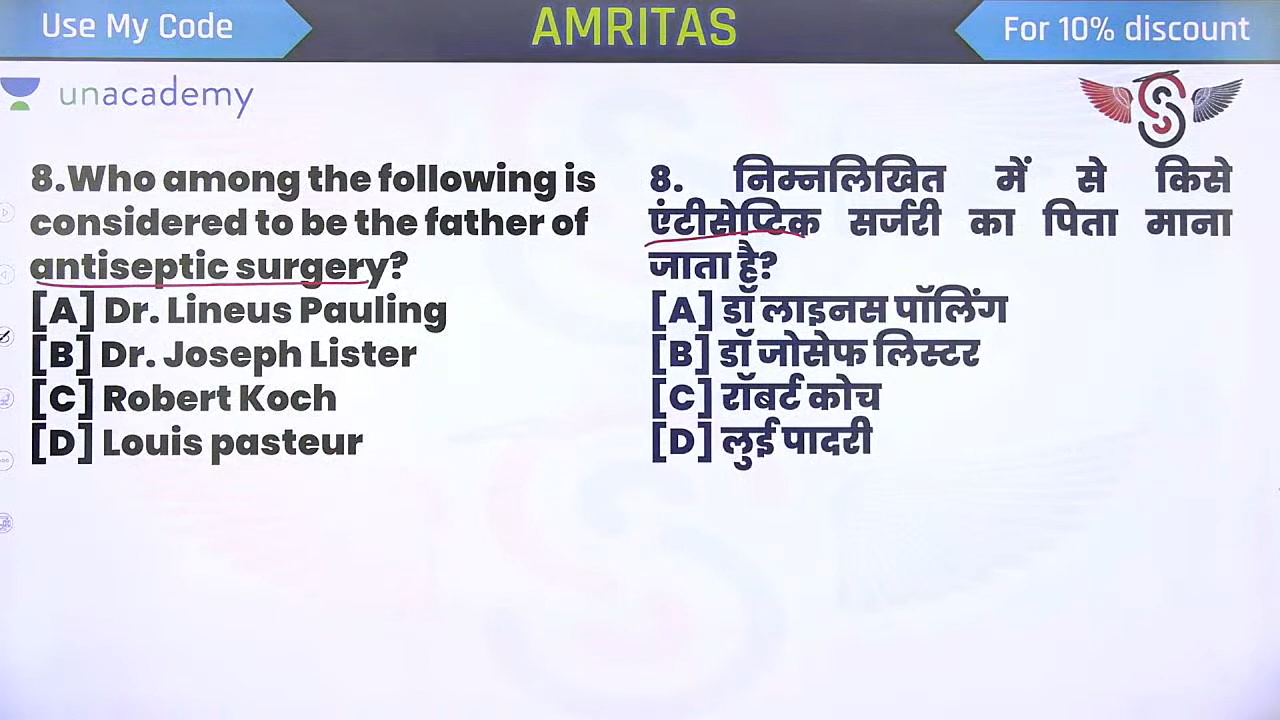 Use My Code
AMRITAS
For 10% discount
unacademy
8.Who among the following is
considered to be the father of
antiseptic surgery?
[A] Dr. Lineus Pauling
[B] Dr. Joseph Lister
[C] Robert Koch
[D] Louis pasteur
8. निम्नलिखित में से किसे
एंटीसेप्टिक सर्जरी का पिता माना
जाता है?
[A] डॉ लाइनस पॉलिंग
[B] डॉ जोसेफ लिस्टर
[C] रॉबर्ट कोच
[D] लुई पादरी